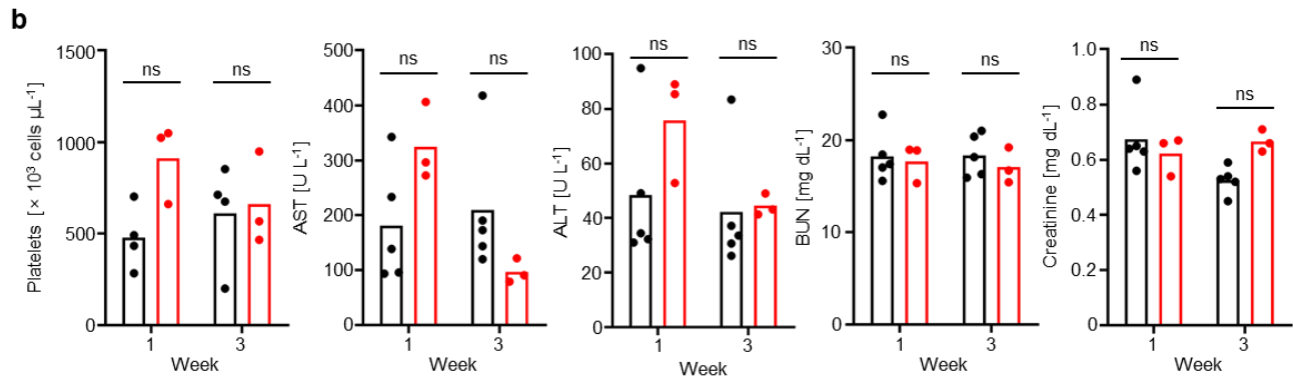 b
Platelets [× 10³ cells µL⁻¹]
1500
1000
500
0
ns
ns
1
3
Week
AST [U L⁻¹]
500
400
300
200
100
0
ns
ns
1
3
Week
ALT [U L⁻¹]
100
80
60
40
20
0
ns
ns
1
3
Week
BUN [mg dL⁻¹]
30
20
10
0
ns
ns
1
3
Week
Creatinine [mg dL⁻¹]
1.0
0.8
0.6
0.4
0.2
0
ns
ns
1
3
Week